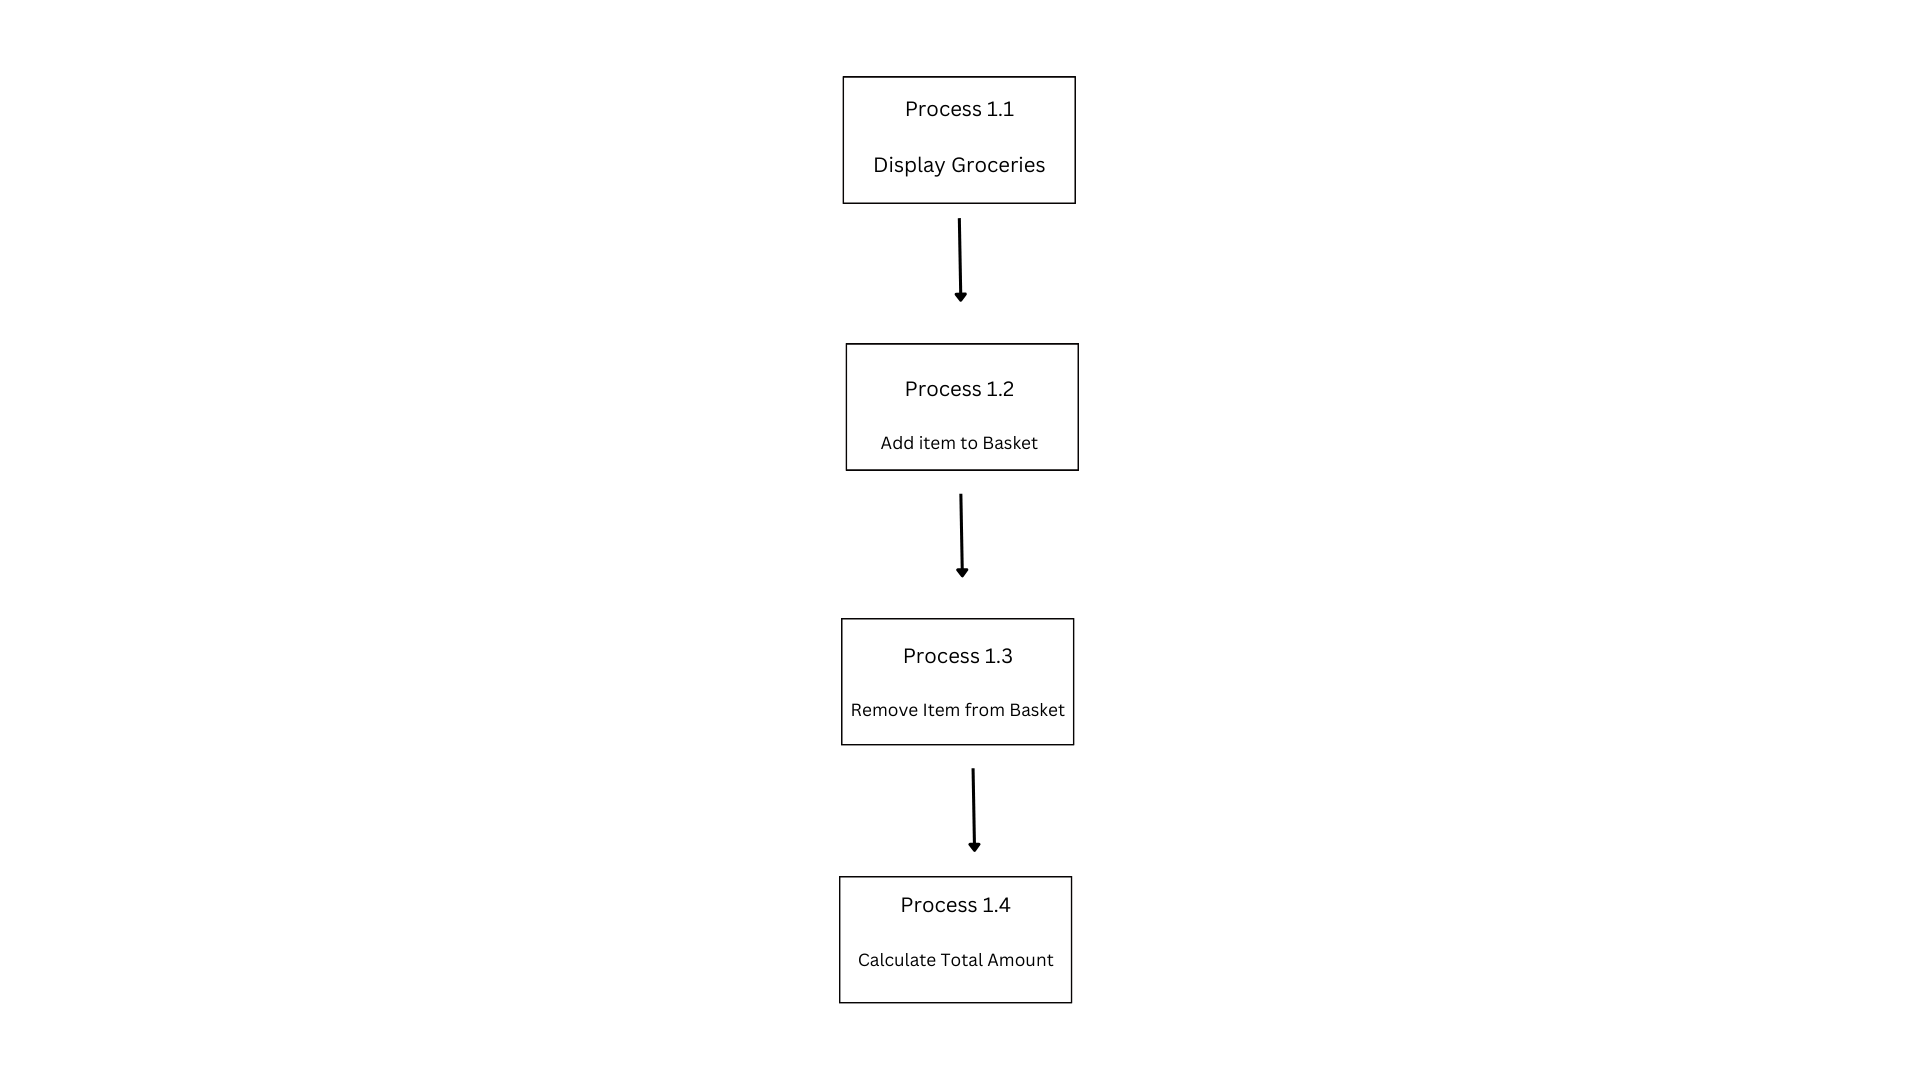 Process 1.1
Display Groceries
Process 1.2
Add item to Basket
Process 1.3
Remove Item from Basket
Process 1.4
Calculate Total Amount